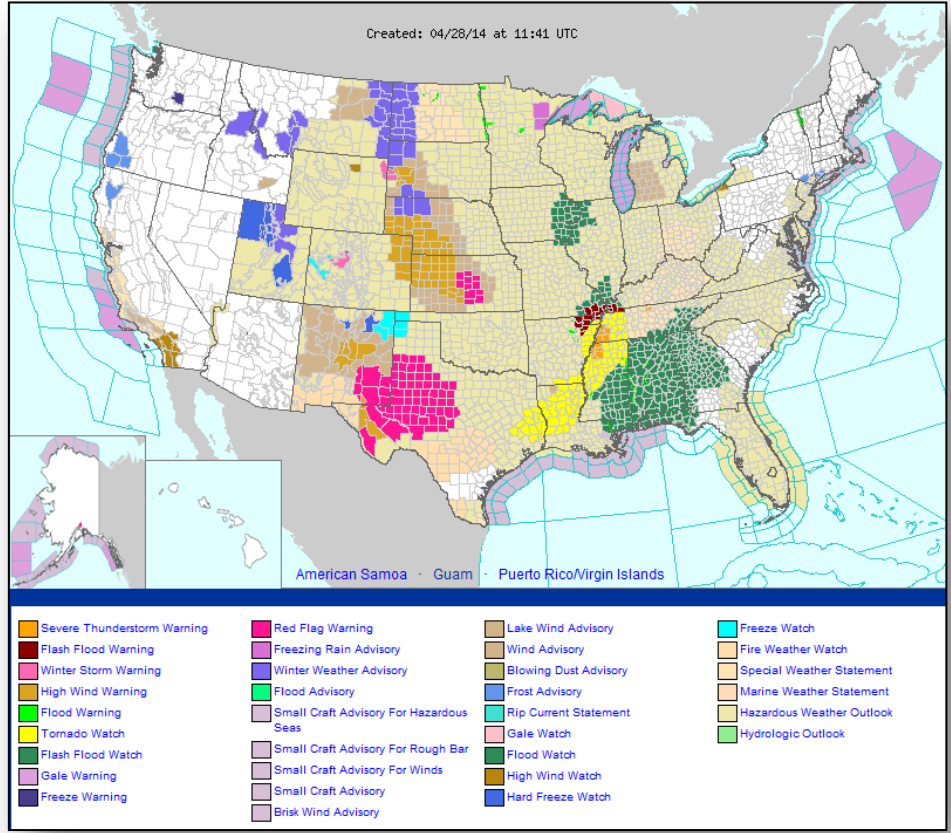 Created: 04/28/14 at 11:41 UTC
American Samoa · Guam · Puerto Rico/Virgin Islands
Severe Thunderstorm Warning
Flash Flood Warning
Winter Storm Warning
High Wind Warning
Flood Warning
Tornado Watch
Flash Flood Watch
Gale Warning
Freeze Warning
Red Flag Warning
Freezing Rain Advisory
Winter Weather Advisory
Flood Advisory
Small Craft Advisory For Hazardous
Seas
Small Craft Advisory For Rough Bar
Small Craft Advisory For Winds
Small Craft Advisory
Brisk Wind Advisory
Lake Wind Advisory
Wind Advisory
Blowing Dust Advisory
Frost Advisory
Rip Current Statement
Gale Watch
Flood Watch
High Wind Watch
Hard Freeze Watch
Freeze Watch
Fire Weather Watch
Special Weather Statement
Marine Weather Statement
Hazardous Weather Outlook
Hydrologic Outlook